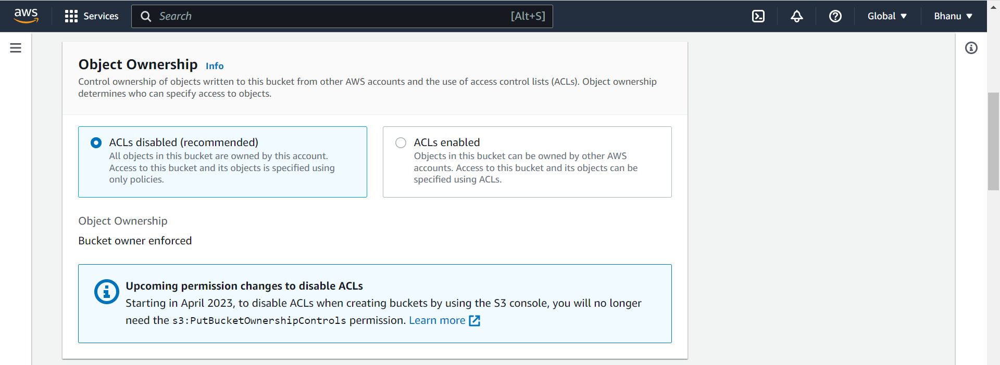 aws
Services
Search
[Alt+S]
Global
Bhanu
Object Ownership Info
Control ownership of objects written to this bucket from other AWS accounts and the use of access control lists (ACLs). Object ownership
determines who can specify access to objects.
ACLs disabled (recommended)
All objects in this bucket are owned by this account.
Access to this bucket and its objects is specified using
only policies.
ACLs enabled
Objects in this bucket can be owned by other AWS
accounts. Access to this bucket and its objects can be
specified using ACLs.
Object Ownership
Bucket owner enforced
Upcoming permission changes to disable ACLs
Starting in April 2023, to disable ACLs when creating buckets by using the S3 console, you will no longer
need the s3:PutBucketOwnershipControls permission. Learn more